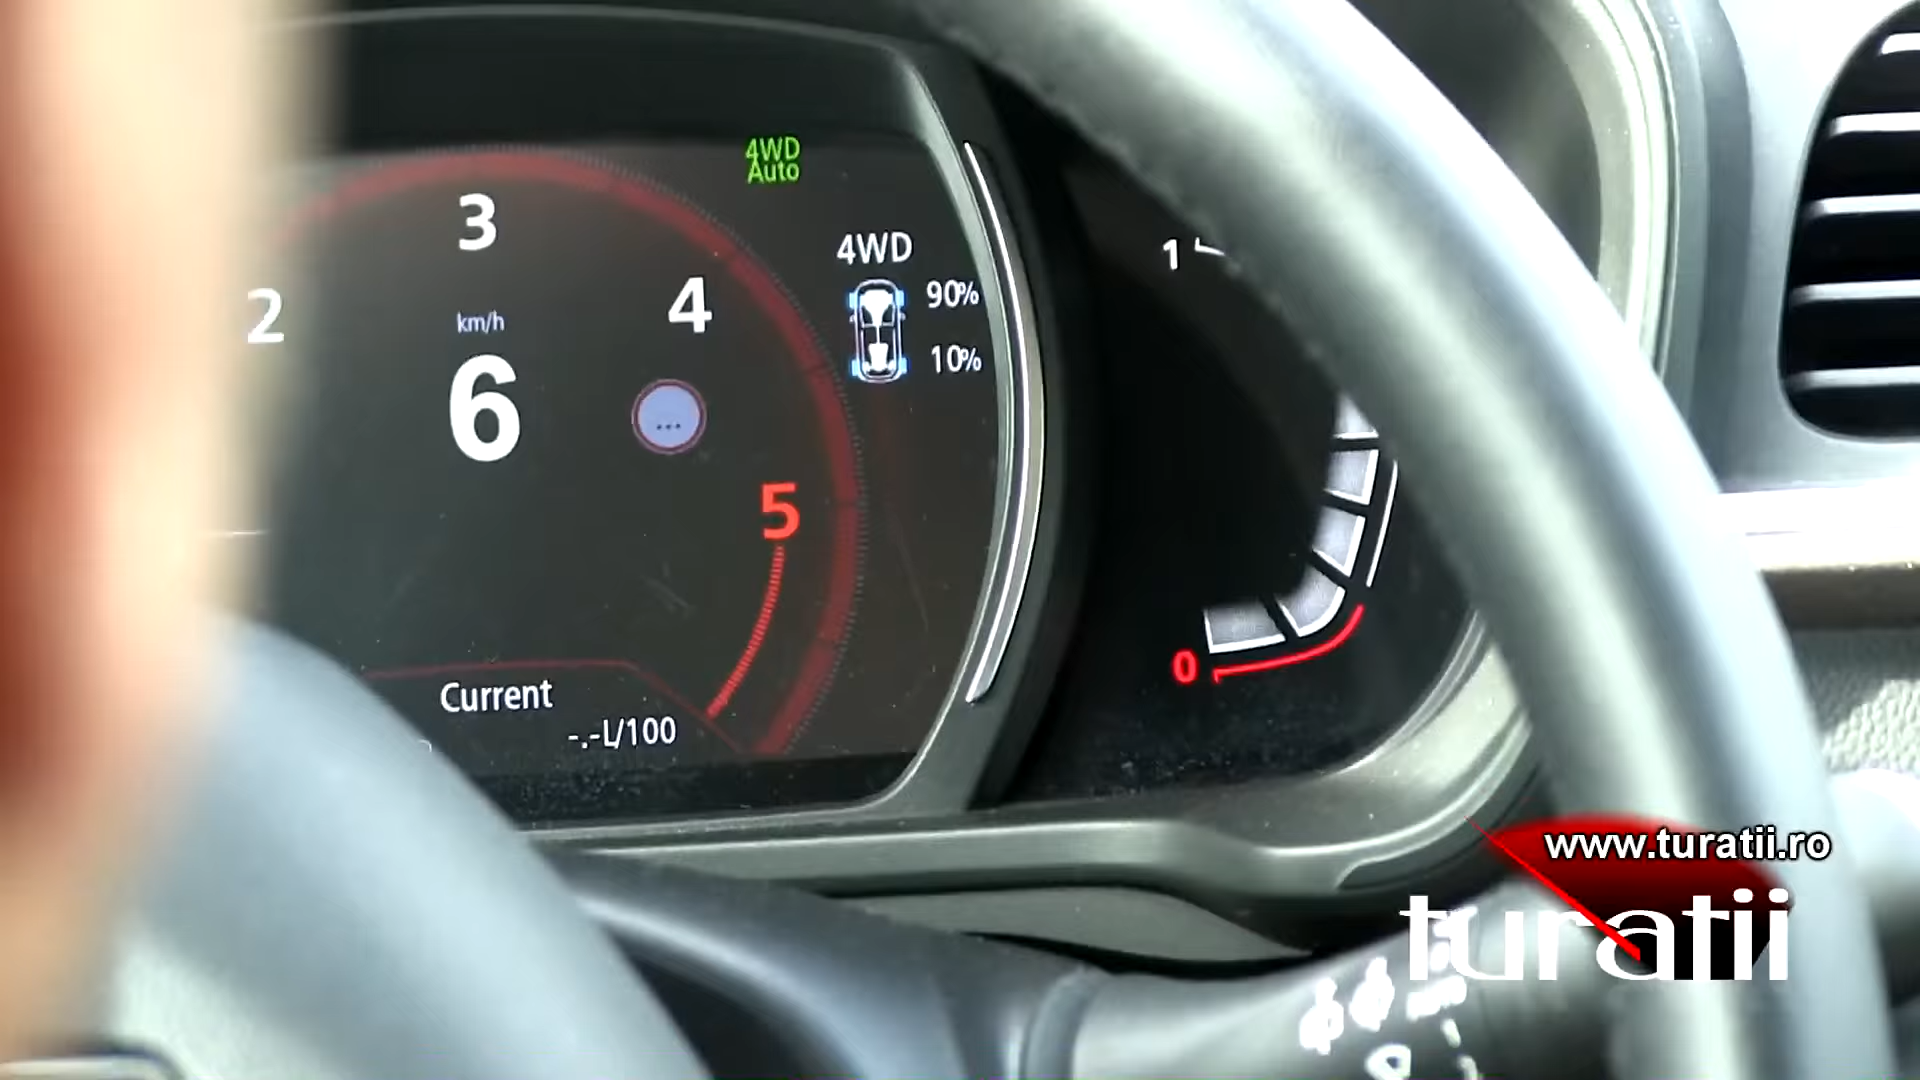 4WD
Auto
3
4WD
90%
1
2
km/h
4
10%
6
...
5
0
Current
-.-L/100
www.turatii.ro
turatii